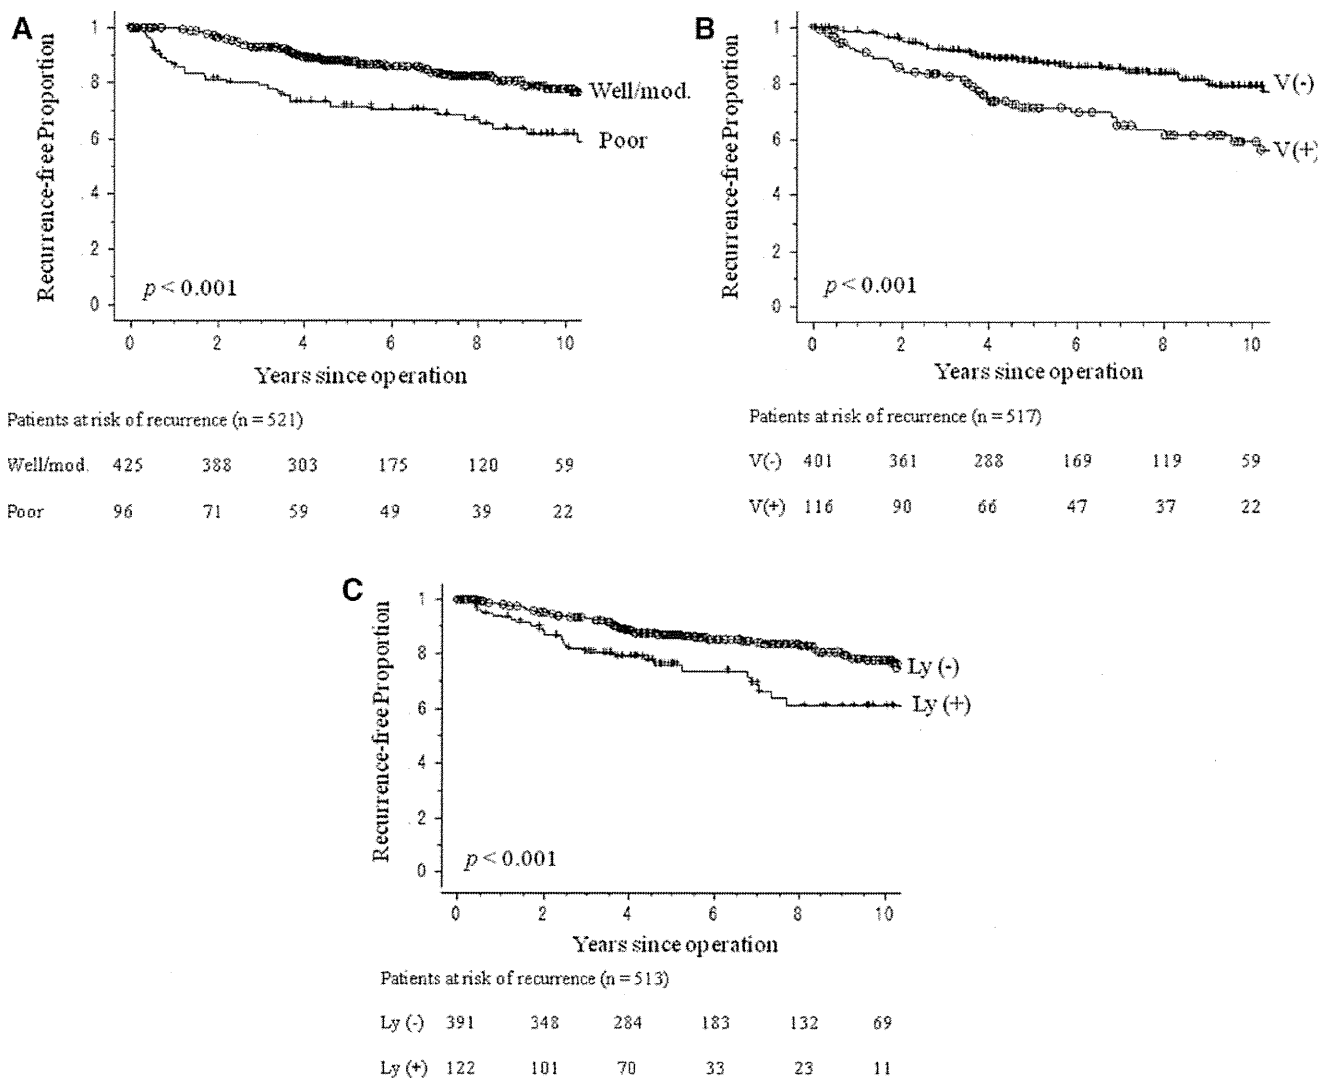 A
Recurrence-free Proportion
1
.8
.6
.4
.2
0
Well/mod.
Poor
p < 0.001
0 2 4 6 8 10
Years since operation
Patients at risk of recurrence (n = 521)
Well/mod. 425 388 303 175 120 59
Poor 96 71 59 49 39 22
B
Recurrence-free Proportion
1
.8
.6
.4
.2
0
V(-)
V(+)
p < 0.001
0 2 4 6 8 10
Years since operation
Patients at risk of recurrence (n = 517)
V(-) 401 361 288 169 119 59
V(+) 116 90 66 47 37 22
C
Recurrence-free Proportion
1
.8
.6
.4
.2
0
Ly (-)
Ly (+)
p < 0.001
0 2 4 6 8 10
Years since operation
Patients at risk of recurrence (n = 513)
Ly (-) 391 348 284 183 132 69
Ly (+) 122 101 70 33 23 11